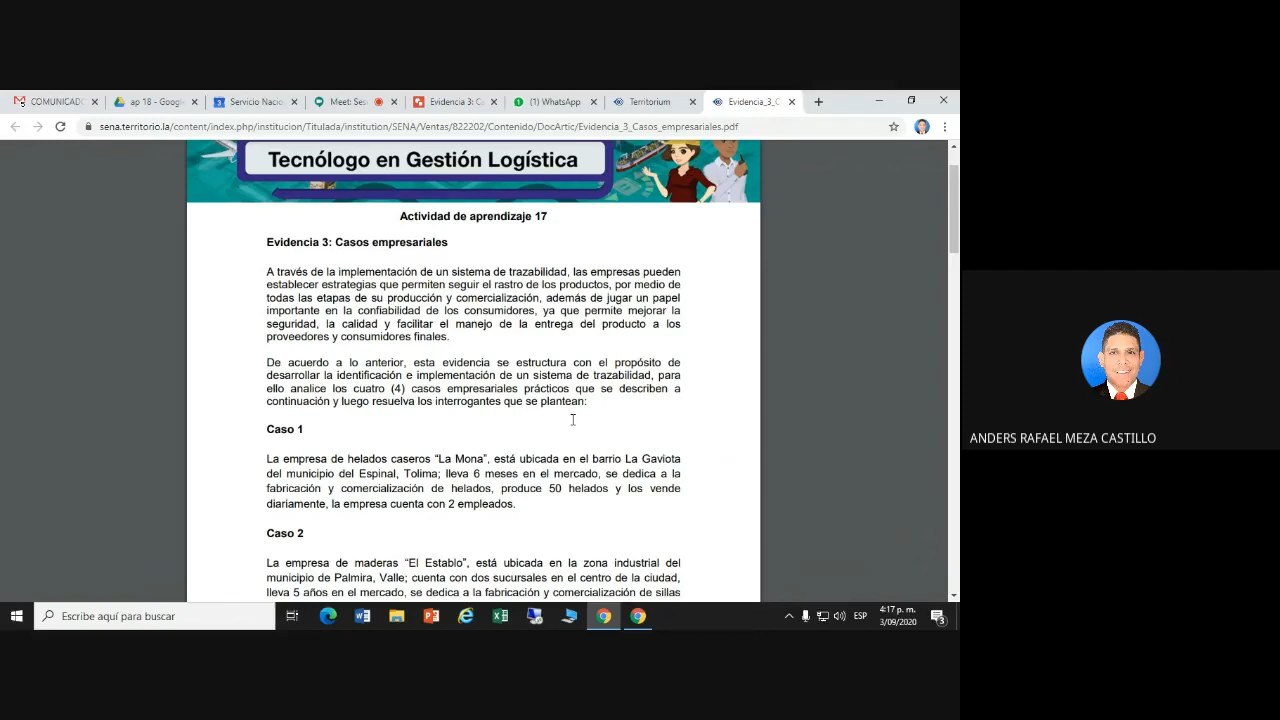 COMUNICAD
ap 18 - Google
Servicio Nacio
Meet: Ses
Evidencia 3: C
(1) WhatsApp
Territorium
Evidencia_3_C
sena.territorio.la/content/index.php/institucion/Titulada/institution/SENA/Ventas/822202/Contenido/DocArtic/Evidencia_3_Casos_empresariales.pdf
Tecnólogo en Gestión Logística
Actividad de aprendizaje 17
Evidencia 3: Casos empresariales
A través de la implementación de un sistema de trazabilidad, las empresas pueden
establecer estrategias que permiten seguir el rastro de los productos, por medio de
todas las etapas de su producción y comercialización, además de jugar un papel
importante en la confiabilidad de los consumidores, ya que permite mejorar la
seguridad, la calidad y facilitar el manejo de la entrega del producto a los
proveedores y consumidores finales.
De acuerdo a lo anterior, esta evidencia se estructura con el propósito de
desarrollar la identificación e implementación de un sistema de trazabilidad, para
ello analice los cuatro (4) casos empresariales prácticos que se describen a
continuación y luego resuelva los interrogantes que se plantean:
Caso 1
La empresa de helados caseros “La Mona”, está ubicada en el barrio La Gaviota
del municipio del Espinal, Tolima; lleva 6 meses en el mercado, se dedica a la
fabricación y comercialización de helados, produce 50 helados y los vende
diariamente, la empresa cuenta con 2 empleados.
Caso 2
La empresa de maderas “El Establo”, está ubicada en la zona industrial del
municipio de Palmira, Valle; cuenta con dos sucursales en el centro de la ciudad,
lleva 5 años en el mercado, se dedica a la fabricación y comercialización de sillas
ANDERS RAFAEL MEZA CASTILLO
Escribe aquí para buscar
ESP
4:17 p. m.
3/09/2020
3